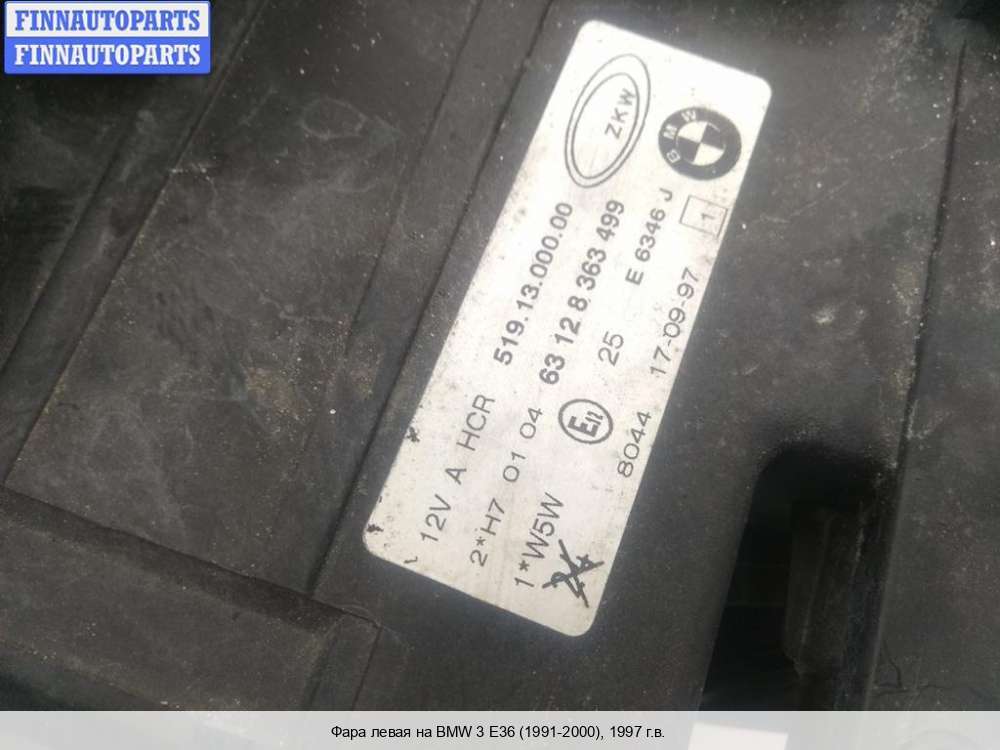 FINNAUTOPARTS
FINNAUTOPARTS
ZKW
BMW
12V A HCR 519.13.000.00
2*H7 01 04 63 12 8 363 499
1*W5W E12 25 E 6346 J
8044 17-09-97 1
Фара левая на BMW 3 E36 (1991-2000), 1997 г.в.